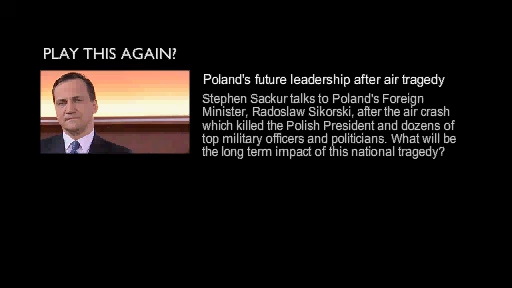 PLAY THIS AGAIN?
Poland's future leadership after air tragedy
Stephen Sackur talks to Poland's Foreign
Minister, Radoslaw Sikorski, after the air crash
which killed the Polish President and dozens of
top military officers and politicians. What will be
the long term impact of this national tragedy?